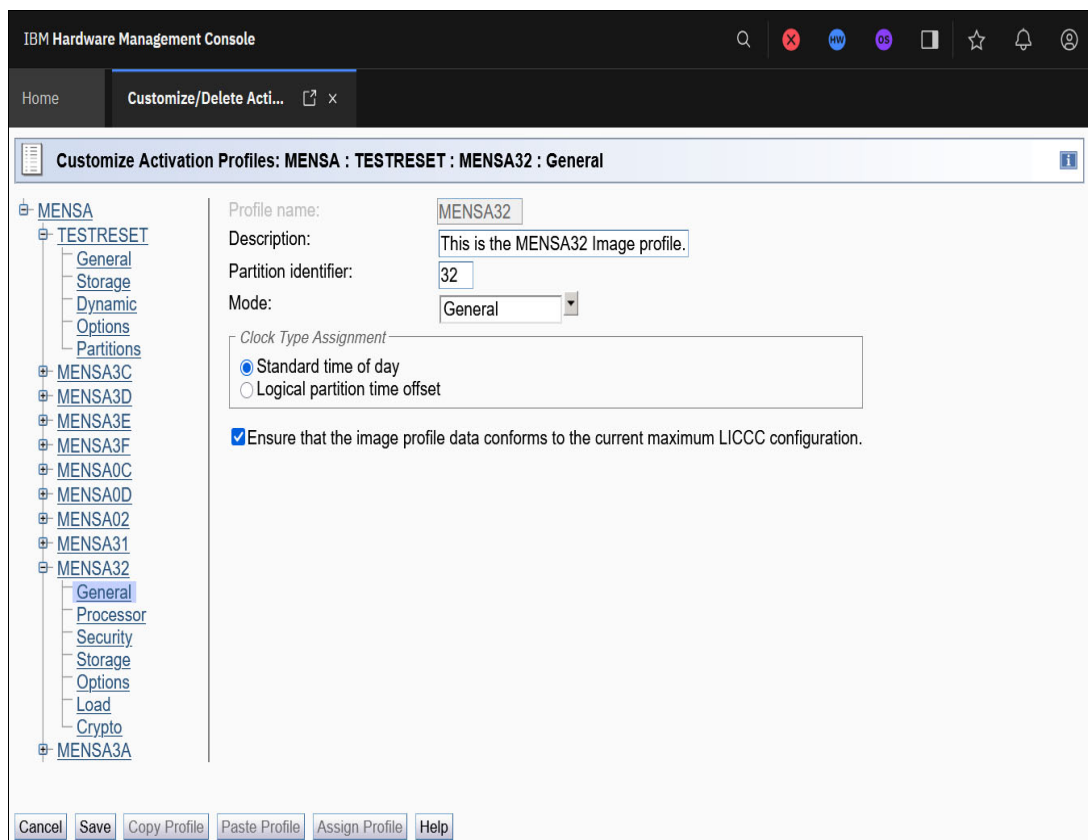 IBM Hardware Management Console
HW
OS
Home
Customize/Delete Acti...
Customize Activation Profiles: MENSA : TESTRESET : MENSA32 : General
i
MENSA
TESTRESET
General
Storage
Dynamic
Options
Partitions
MENSA3C
MENSA3D
MENSA3E
MENSA3F
MENSA0C
MENSA0D
MENSA02
MENSA31
MENSA32
General
Processor
Security
Storage
Options
Load
Crypto
MENSA3A
Profile name: MENSA32
Description: This is the MENSA32 Image profile.
Partition identifier: 32
Mode: General
Clock Type Assignment
Standard time of day
Logical partition time offset
Ensure that the image profile data conforms to the current maximum LICCC configuration.
Cancel Save Copy Profile Paste Profile Assign Profile Help